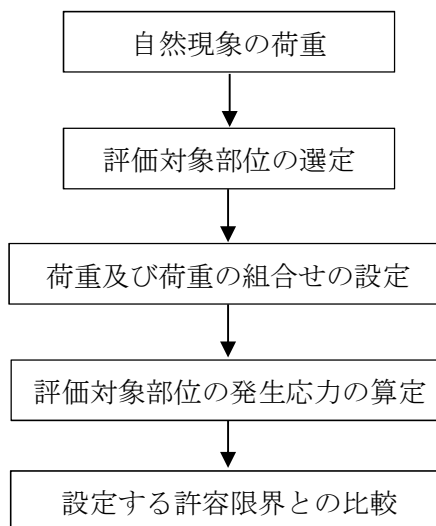 自然現象の荷重
評価対象部位の選定
荷重及び荷重の組合せの設定
評価対象部位の発生応力の算定
設定する許容限界との比較